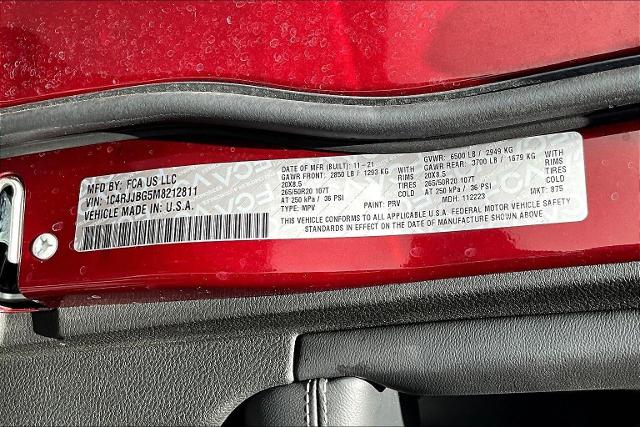 MFD BY: FCA US LLC
VIN: 1C4RJJBG5M8212811
VEHICLE MADE IN U.S.A.
DATE OF MFR (BUILT): 11-21
GAWR FRONT: 2850 LB / 1293 KG
20X8.5 RIMS
265/50R20 107T TIRES
AT 250 kPa / 36 PSI COLD
TYPE: MPV PAINT: PRV
GVWR: 6500 LB / 2949 KG
GAWR REAR: 3700 LB / 1679 KG
20X8.5 RIMS
265/50R20 107T TIRES
AT 250 kPa / 36 PSI COLD
MDH: 112223 MKT: 875
THIS VEHICLE CONFORMS TO ALL APPLICABLE U.S.A. FEDERAL MOTOR VEHICLE SAFETY
STANDARDS IN EFFECT ON THE DATE OF MANUFACTURE SHOWN ABOVE.